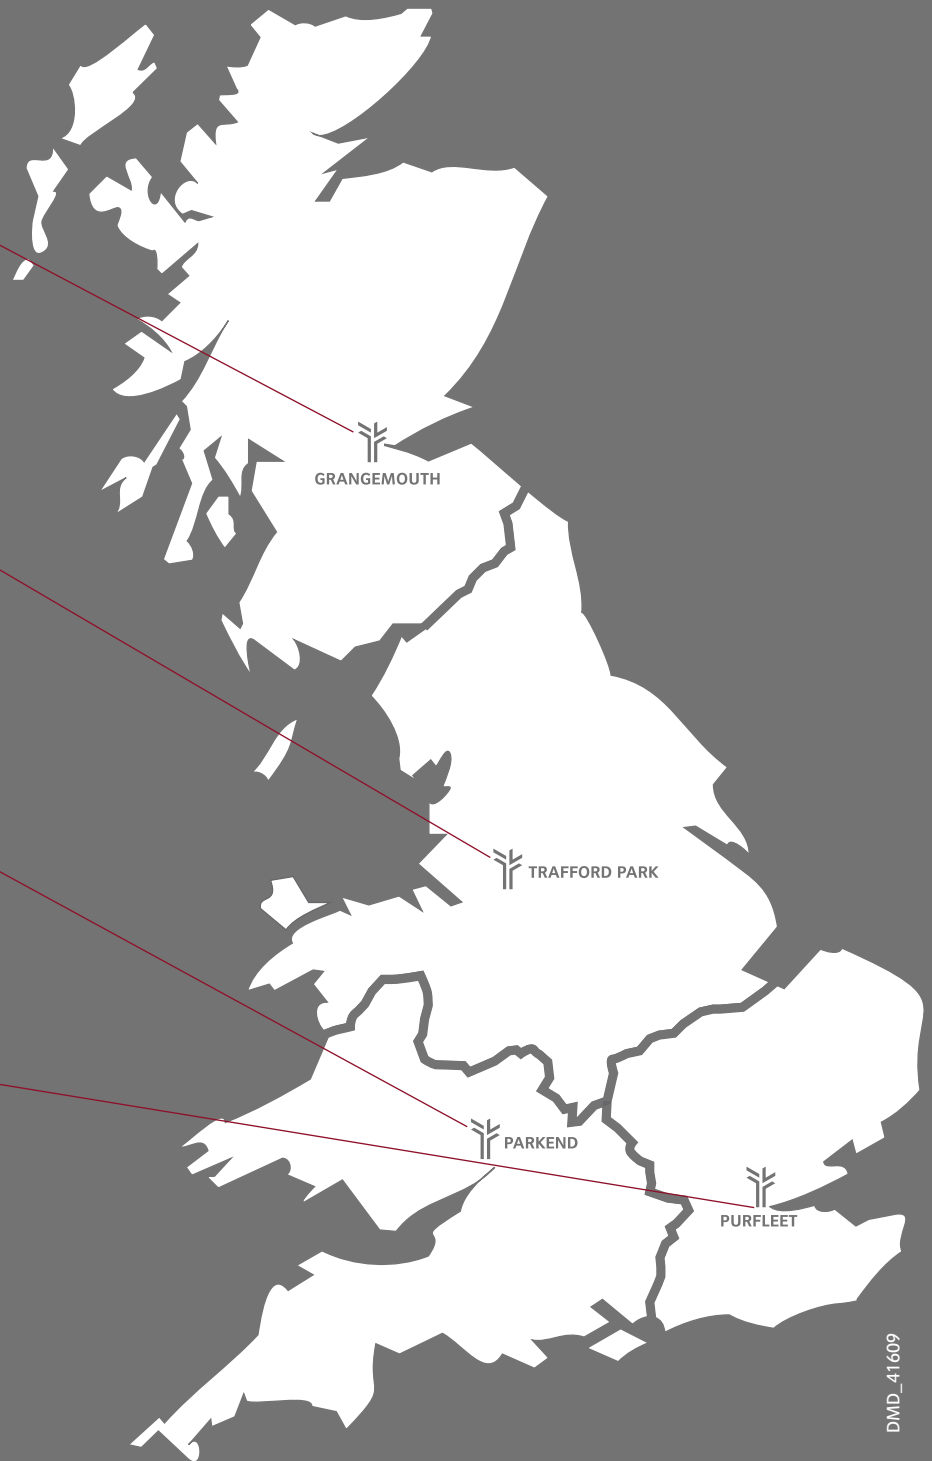 GRANGEMOUTH
TRAFFORD PARK
PARKEND
PURFLEET
DMD_41609